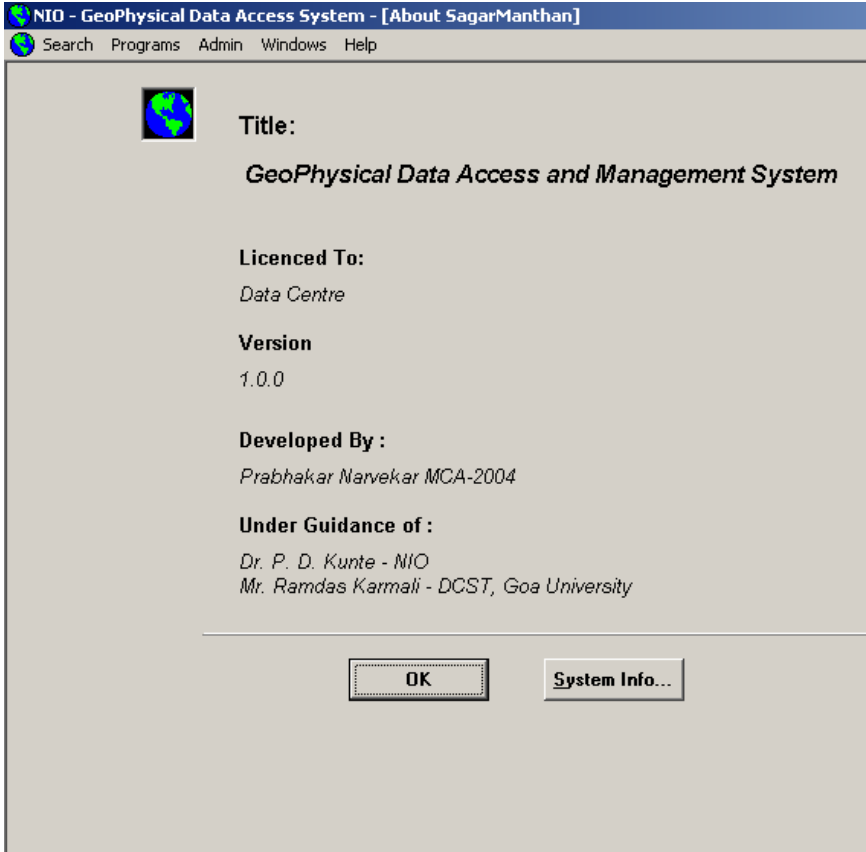 NIO - GeoPhysical Data Access System - [About SagarManthan]
Search Programs Admin Windows Help
Title:
GeoPhysical Data Access and Management System
Licenced To:
Data Centre
Version
1.0.0
Developed By :
Prabhakar Narvekar MCA-2004
Under Guidance of :
Dr. P. D. Kunte - NIO
Mr. Ramdas Karmali - DCST, Goa University
OK System Info...